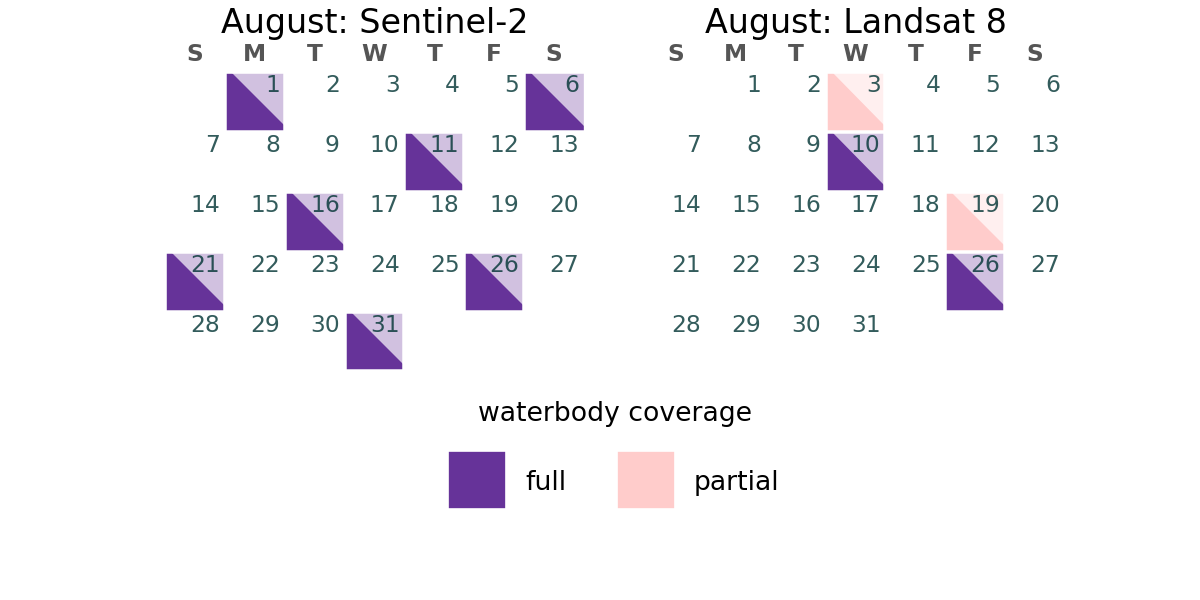 August: Sentinel-2
S M T W T F S
1 2 3 4 5 6
7 8 9 10 11 12 13
14 15 16 17 18 19 20
21 22 23 24 25 26 27
28 29 30 31
August: Landsat 8
S M T W T F S
1 2 3 4 5 6
7 8 9 10 11 12 13
14 15 16 17 18 19 20
21 22 23 24 25 26 27
28 29 30 31
waterbody coverage
full partial